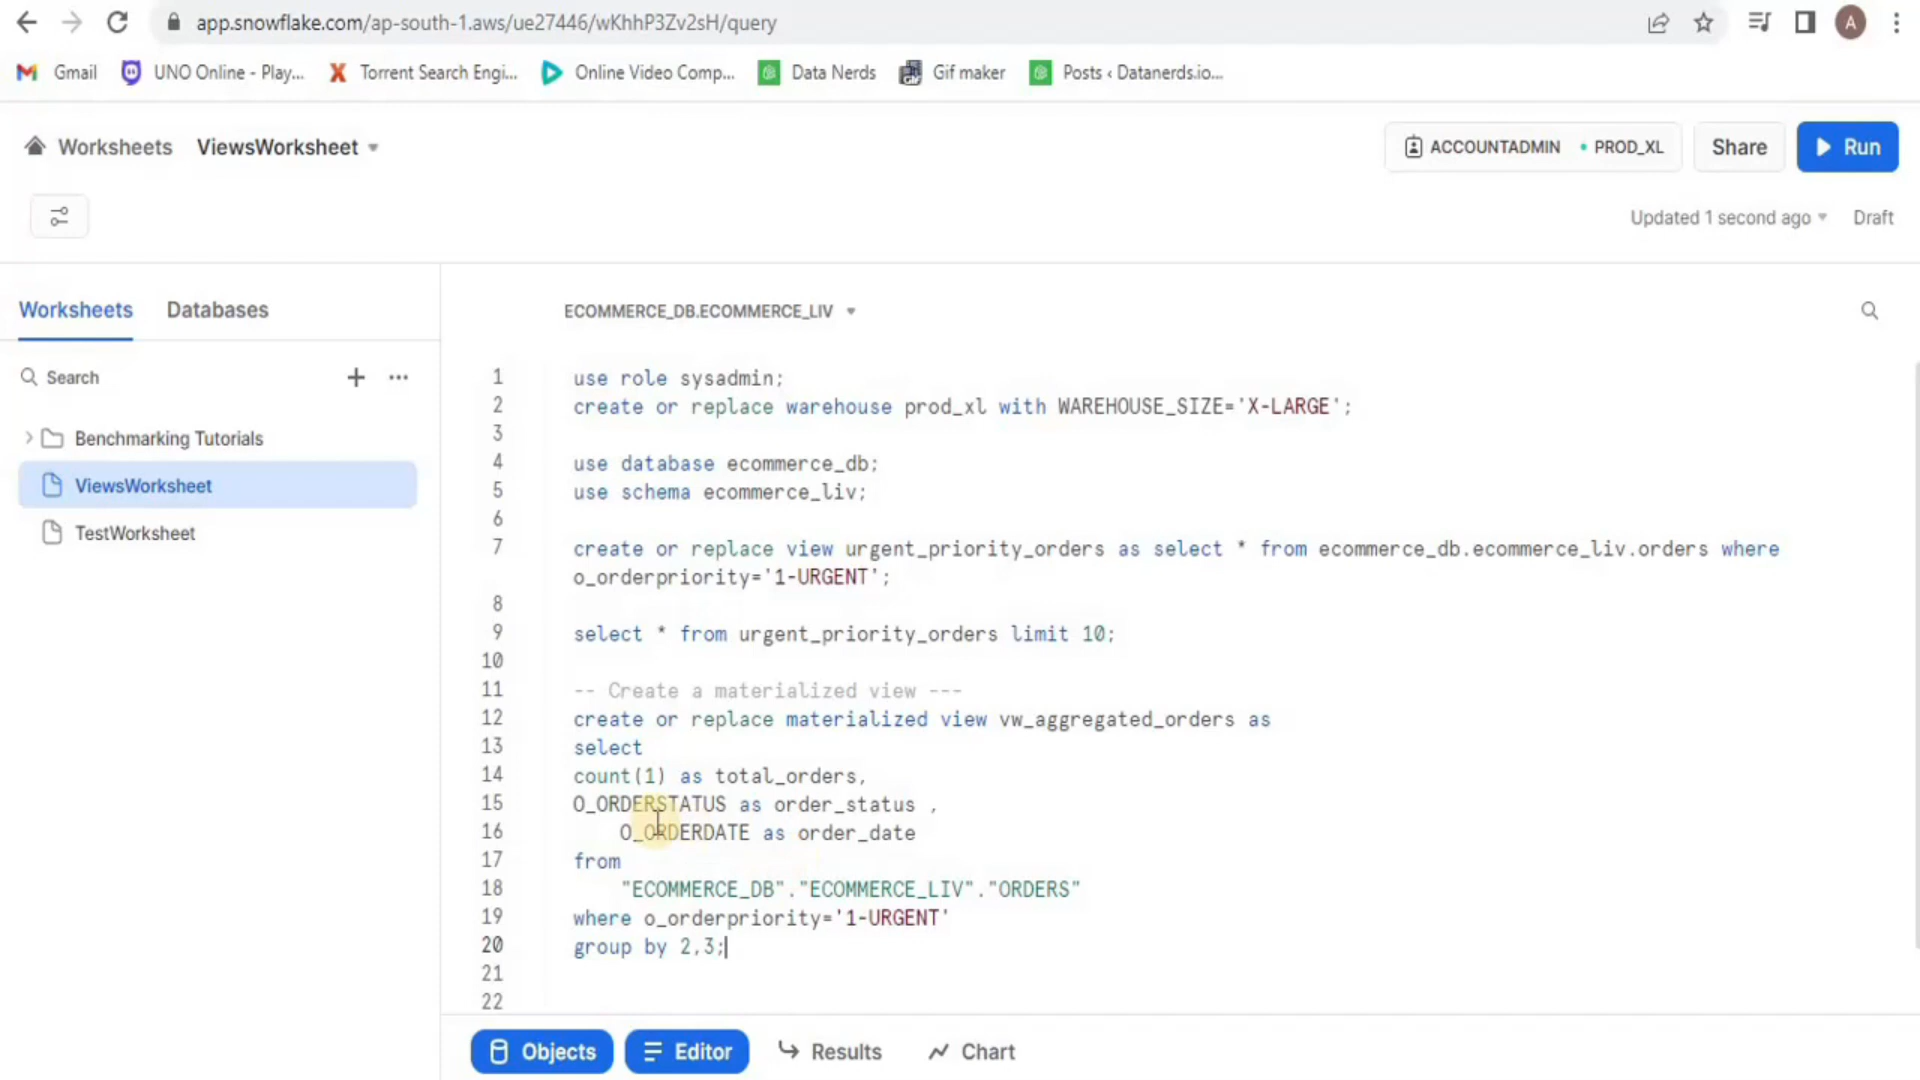 app.snowflake.com/ap-south-1.aws/ue27446/wKhhP3Zv2sH/query
A
Gmail
UNO Online - Play...
Torrent Search Engi...
Online Video Comp...
Data Nerds
Gif maker
Posts ‹ Datanerds.io...
Worksheets
ViewsWorksheet
ACCOUNTADMIN • PROD_XL
Share
Run
Updated 1 second ago
Draft
Worksheets
Databases
Search
Benchmarking Tutorials
ViewsWorksheet
TestWorksheet
ECOMMERCE_DB.ECOMMERCE_LIV
1 use role sysadmin;
2 create or replace warehouse prod_xl with WAREHOUSE_SIZE='X-LARGE';
3
4 use database ecommerce_db;
5 use schema ecommerce_liv;
6
7 create or replace view urgent_priority_orders as select * from ecommerce_db.ecommerce_liv.orders where
o_orderpriority='1-URGENT';
8
9 select * from urgent_priority_orders limit 10;
10
11 -- Create a materialized view ---
12 create or replace materialized view vw_aggregated_orders as
13 select
14 count(1) as total_orders,
15 O_ORDERSTATUS as order_status ,
16 O_ORDERDATE as order_date
17 from
18 "ECOMMERCE_DB"."ECOMMERCE_LIV"."ORDERS"
19 where o_orderpriority='1-URGENT'
20 group by 2,3;
21
22
Objects
Editor
Results
Chart